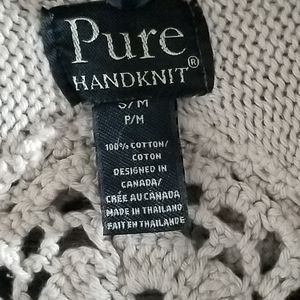 Pure
HANDKNIT®
S/M
P/M
100% COTTON/
COTON
DESIGNED IN
CANADA/
CRÉE AU CANADA
MADE IN THAILAND
FAIT EN THAILANDE